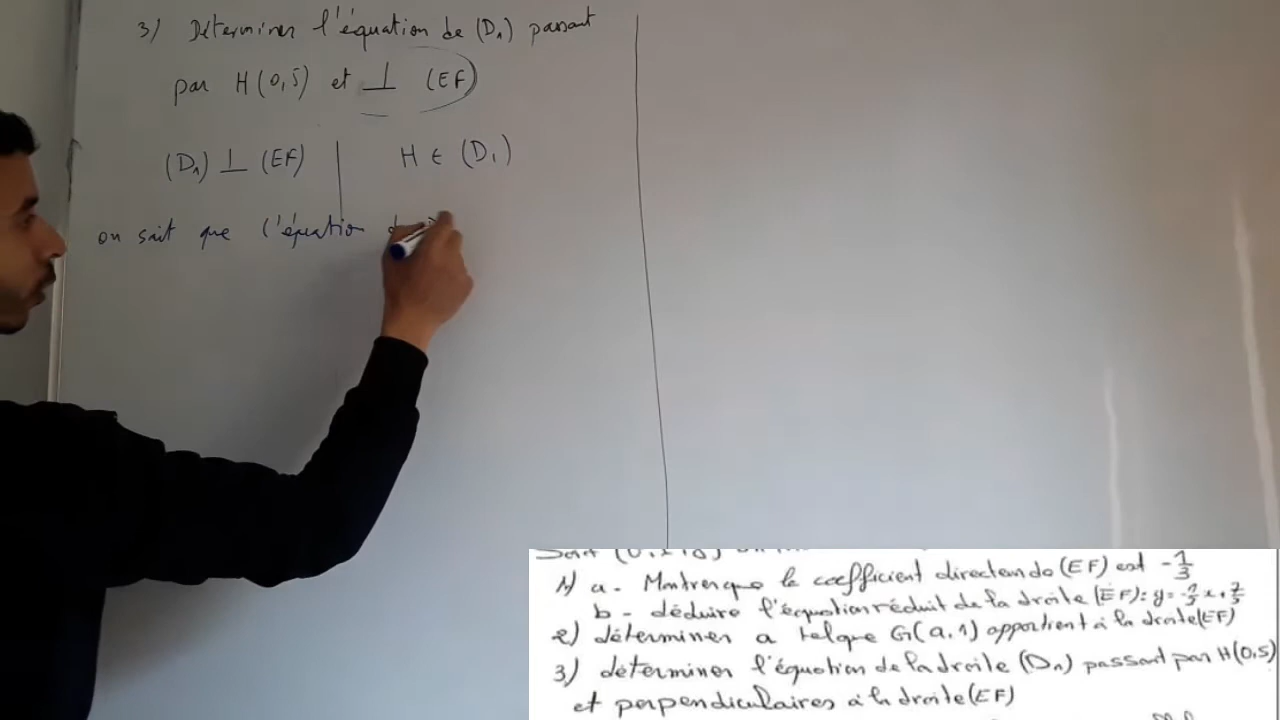 3) Déterminer l'équation de (D₁) passant
par H(0,5) et ⊥ (EF)
(D₁) ⊥ (EF) | H ∈ (D₁)
on sait que l'équation
1) a - Montrer que le coefficient directeur de (EF) est -1/3
b - déduire l'équation réduit de la droite (EF): y = -1/3 x + 7/3
2) déterminer a tel que G(a,1) appartient à la droite (EF)
3) déterminer l'équation de la droite (D₁) passant par H(0,5)
et perpendiculaires à la droite (EF)